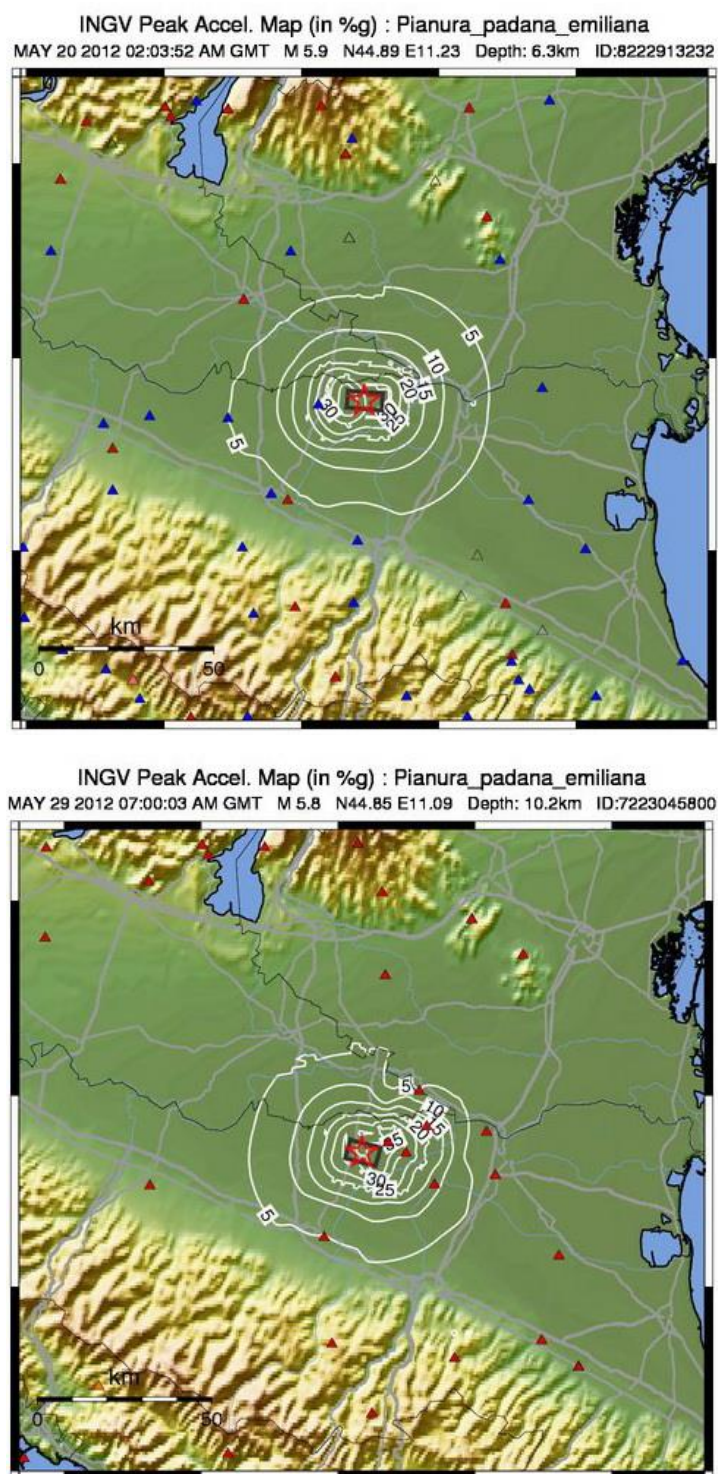 INGV Peak Accel. Map (in %g) : Pianura_padana_emiliana
MAY 20 2012 02:03:52 AM GMT M 5.9 N44.89 E11.23 Depth: 6.3km ID:8222913232
5
10
15
20
30
5
km
0 50
INGV Peak Accel. Map (in %g) : Pianura_padana_emiliana
MAY 29 2012 07:00:03 AM GMT M 5.8 N44.85 E11.09 Depth: 10.2km ID:7223045800
5
10
20
35
30
25
5
km
0 50